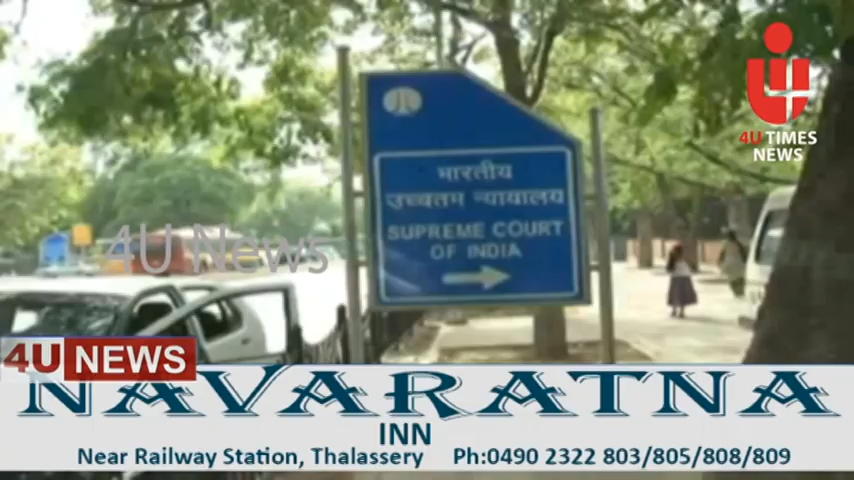 4U TIMES
NEWS
भारतीय
उच्चतम न्यायालय
SUPREME COURT
OF INDIA
4U News
4U NEWS
NAVARATNA
INN
Near Railway Station, Thalassery Ph:0490 2322 803/805/808/809